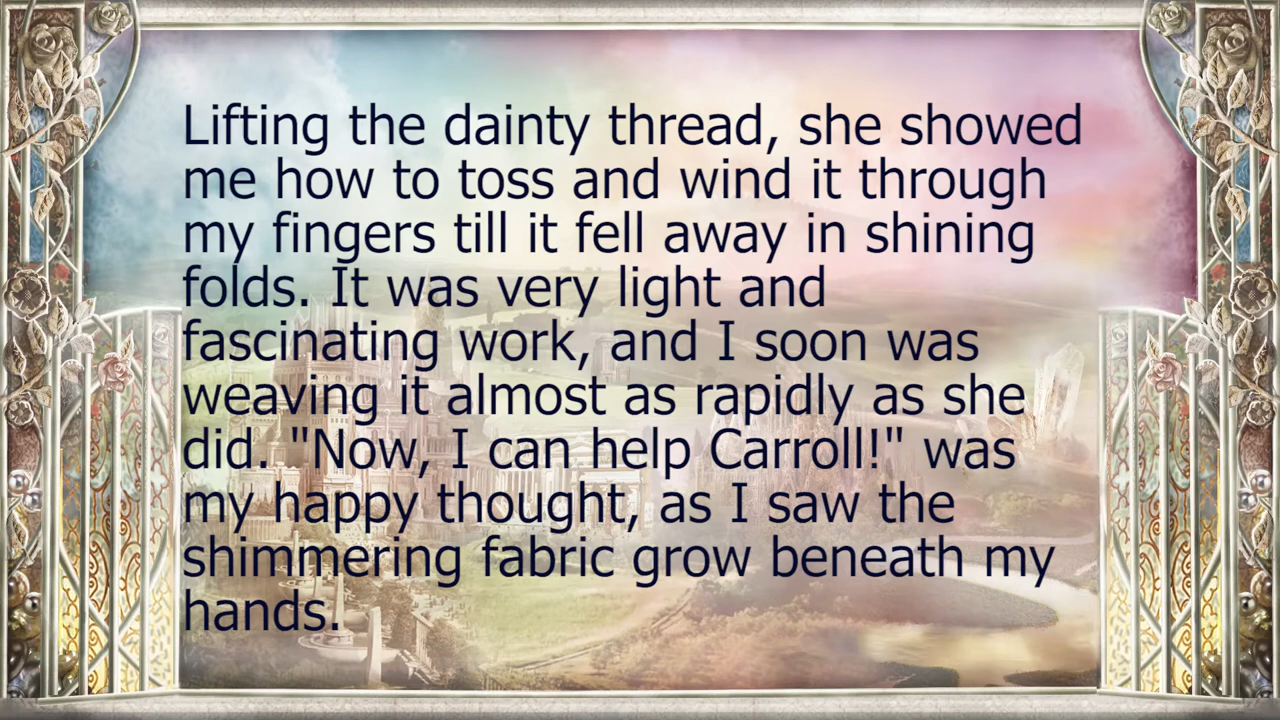 Lifting the dainty thread, she showed
me how to toss and wind it through
my fingers till it fell away in shining
folds. It was very light and
fascinating work, and I soon was
weaving it almost as rapidly as she
did. "Now, I can help Carroll!" was
my happy thought, as I saw the
shimmering fabric grow beneath my
hands.